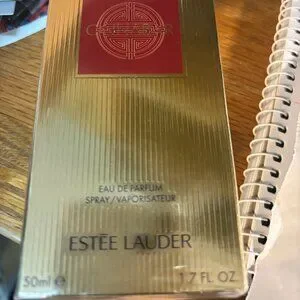 EAU DE PARFUM
SPRAY/VAPORISATEUR
ESTĒE LAUDER
50ml ℮
1.7 FL. OZ